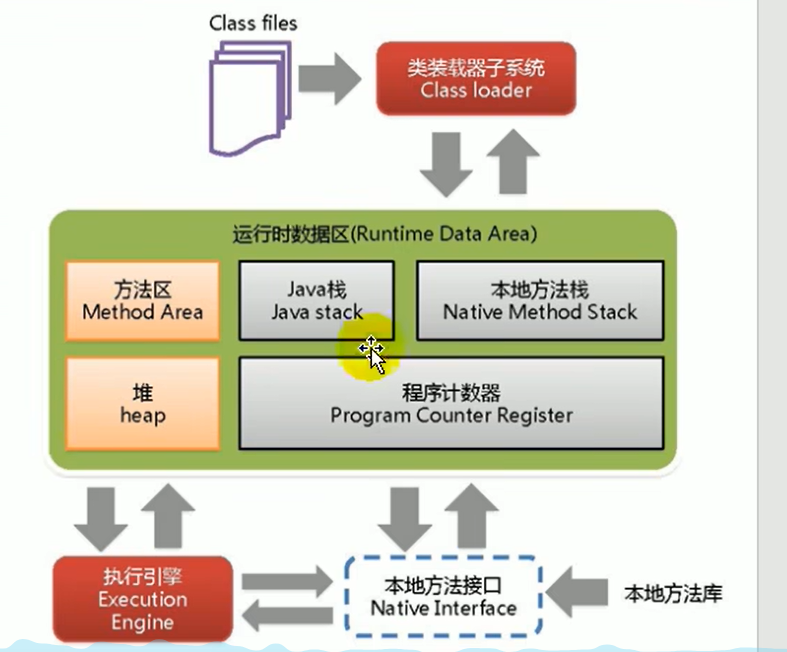 Class files
类装载器子系统
Class loader
运行时数据区(Runtime Data Area)
方法区
Method Area
Java栈
Java stack
本地方法栈
Native Method Stack
堆
heap
程序计数器
Program Counter Register
执行引擎
Execution
Engine
本地方法接口
Native Interface
本地方法库